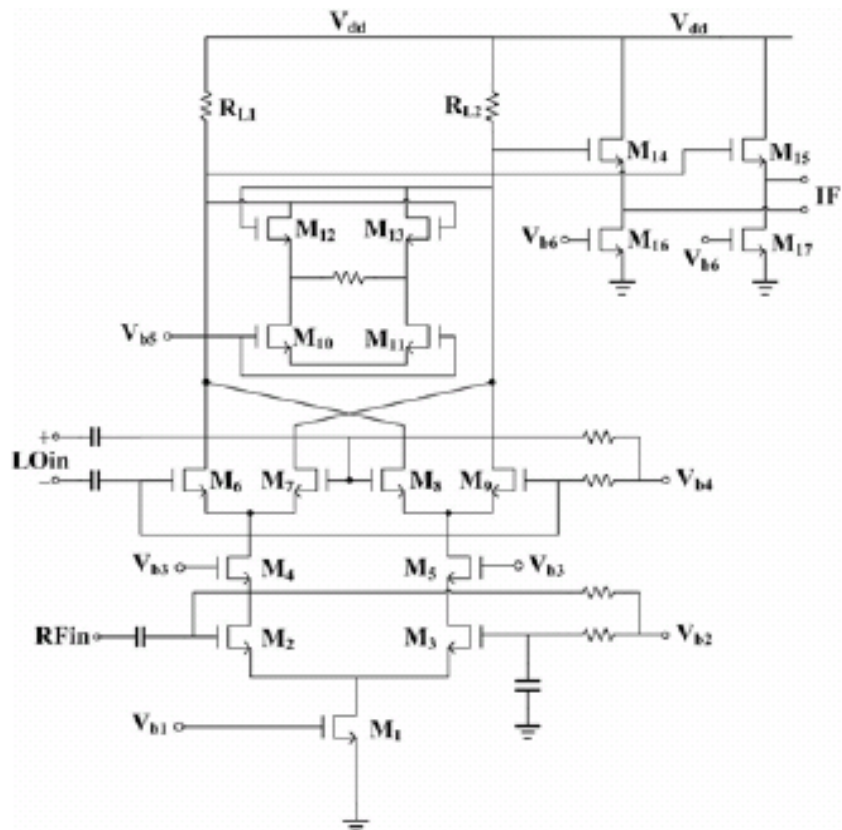 Vdd Vdd
RL1 RL2
M14 M15
IF
M12 M13
Vb6 M16 Vb6 M17
Vb5 M10 M11
+
LOin
−
M6 M7 M8 M9 Vb4
Vb3 M4 M5 Vb3
RFin M2 M3 Vb2
Vb1 M1